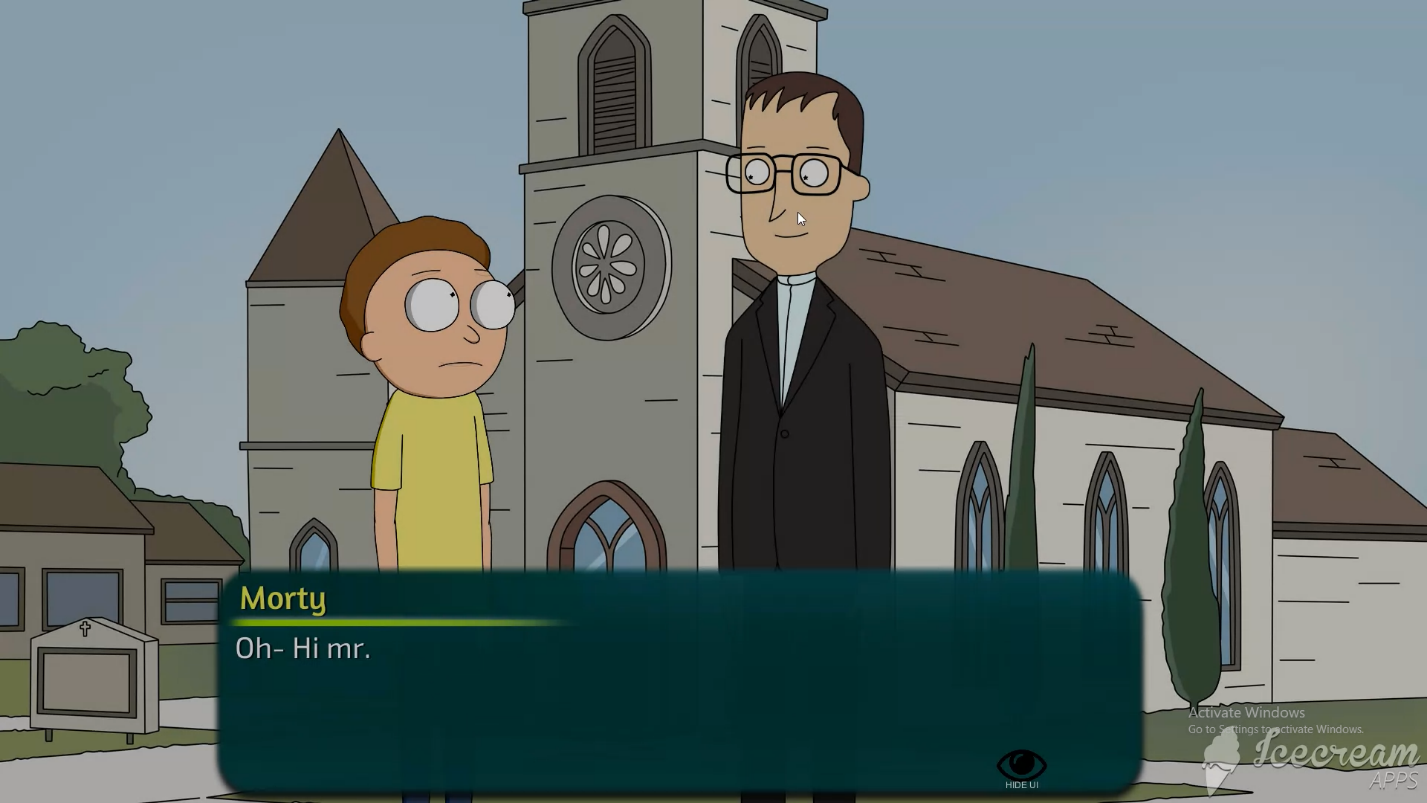 Morty
Oh- Hi mr.
HIDE UI
Activate Windows
Go to Settings to activate Windows.
Icecream
APPS